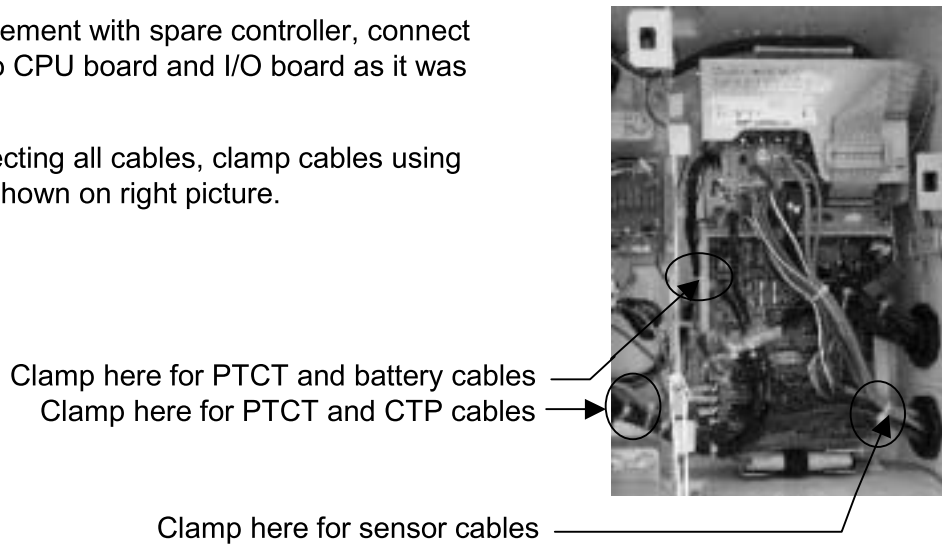 ement with spare controller, connect
o CPU board and I/O board as it was
ecting all cables, clamp cables using
hown on right picture.
Clamp here for PTCT and battery cables
Clamp here for PTCT and CTP cables
Clamp here for sensor cables